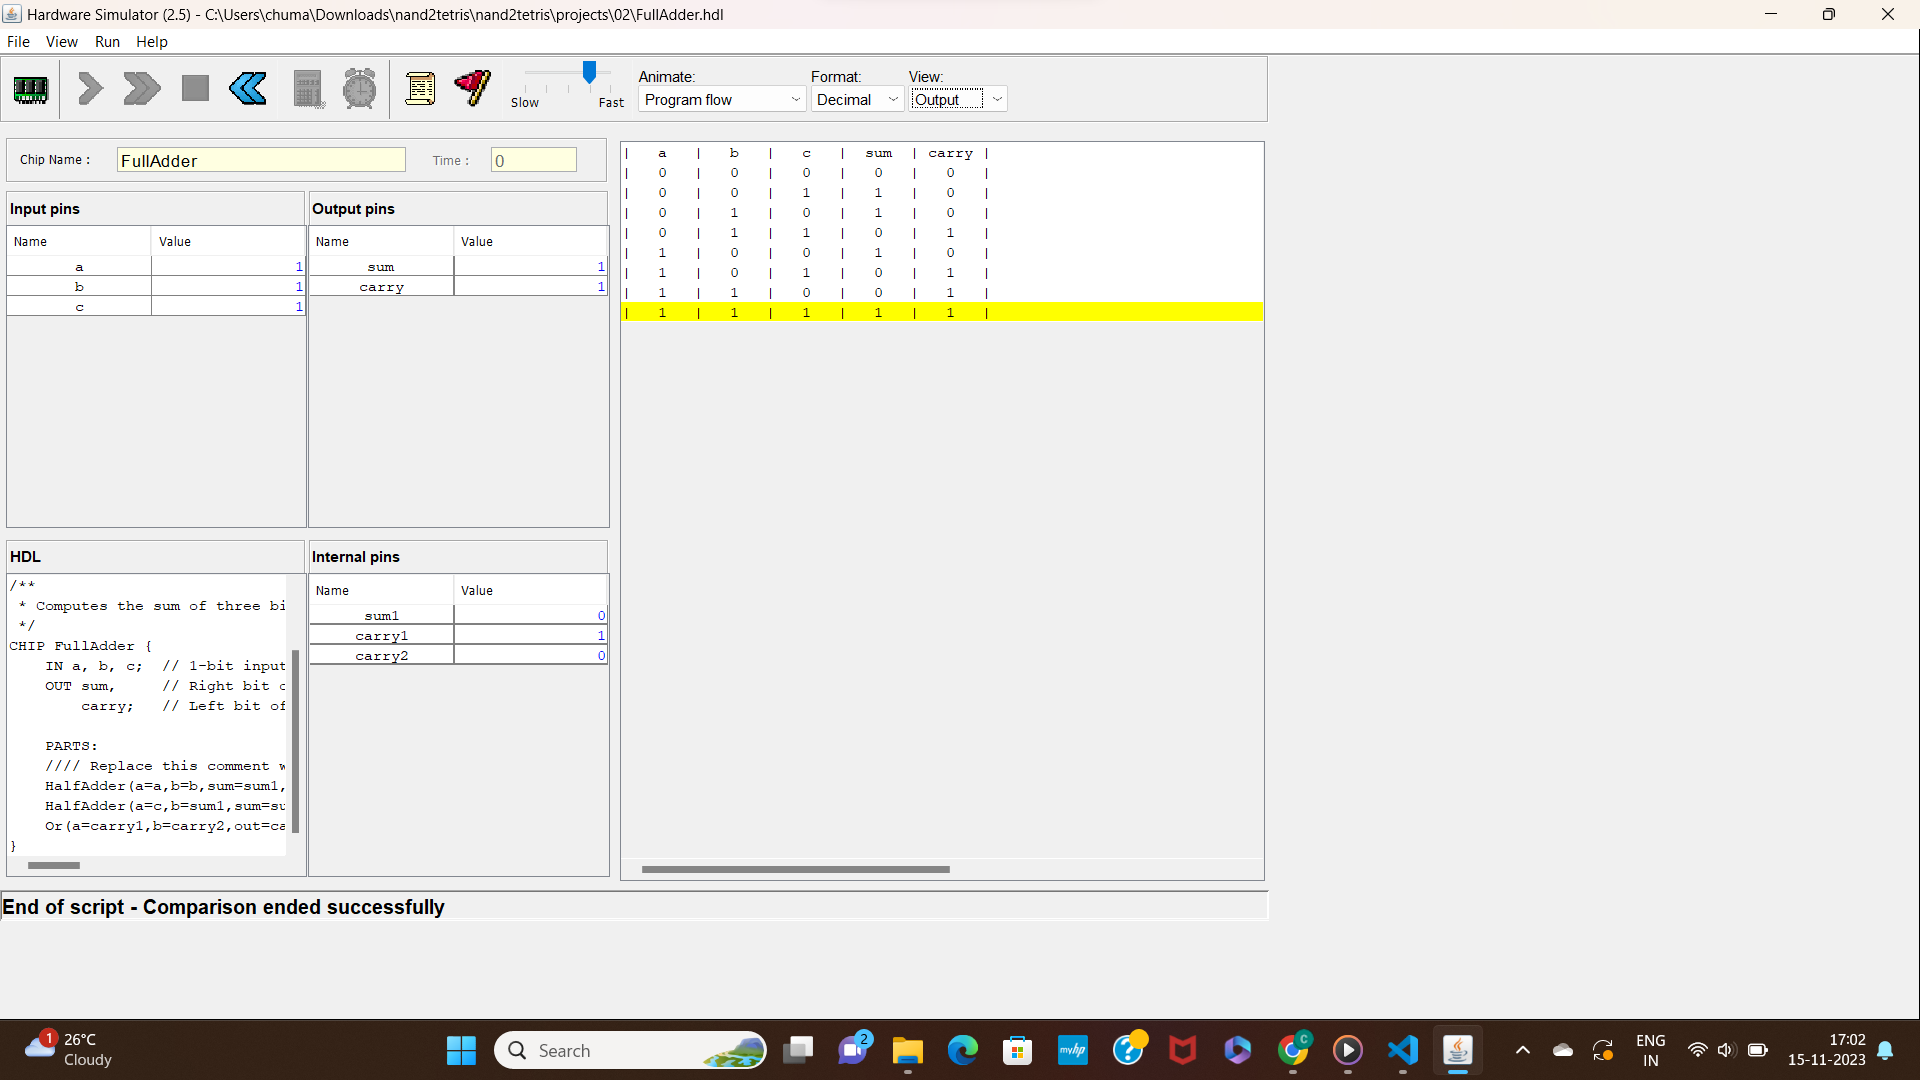 Hardware Simulator (2.5) - C:\Users\chuma\Downloads\nand2tetris\nand2tetris\projects\02\FullAdder.hdl
File View Run Help
Slow Fast
Animate: Format: View:
Program flow Decimal Output
Chip Name : FullAdder Time : 0
Input pins
Name Value
a 1
b 1
c 1
Output pins
Name Value
sum 1
carry 1
HDL
/**
* Computes the sum of three bi
*/
CHIP FullAdder {
IN a, b, c; // 1-bit input
OUT sum, // Right bit o
carry; // Left bit of
PARTS:
//// Replace this comment w
HalfAdder(a=a,b=b,sum=sum1,
HalfAdder(a=c,b=sum1,sum=su
Or(a=carry1,b=carry2,out=ca
}
Internal pins
Name Value
sum1 0
carry1 1
carry2 0
| a | b | c | sum | carry |
| 0 | 0 | 0 | 0 | 0 |
| 0 | 0 | 1 | 1 | 0 |
| 0 | 1 | 0 | 1 | 0 |
| 0 | 1 | 1 | 0 | 1 |
| 1 | 0 | 0 | 1 | 0 |
| 1 | 0 | 1 | 0 | 1 |
| 1 | 1 | 0 | 0 | 1 |
| 1 | 1 | 1 | 1 | 1 |
End of script - Comparison ended successfully
1
26°C
Cloudy
Search
2
myhp
?
C
ENG
IN
17:02
15-11-2023